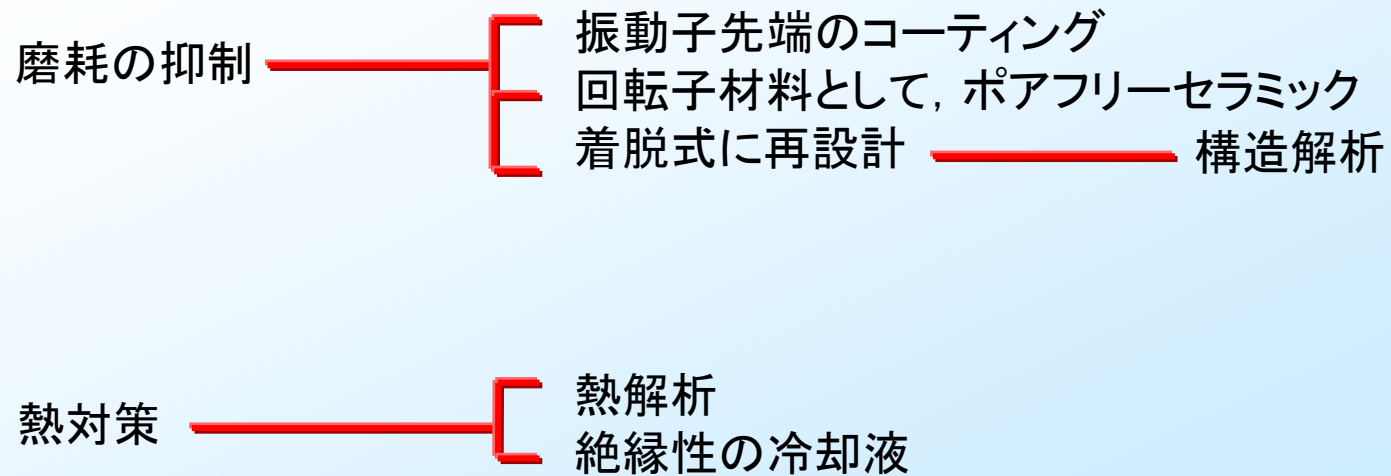 磨耗の抑制
振動子先端のコーティング
回転子材料として，ポアフリーセラミック
着脱式に再設計
構造解析
熱対策
熱解析
絶縁性の冷却液